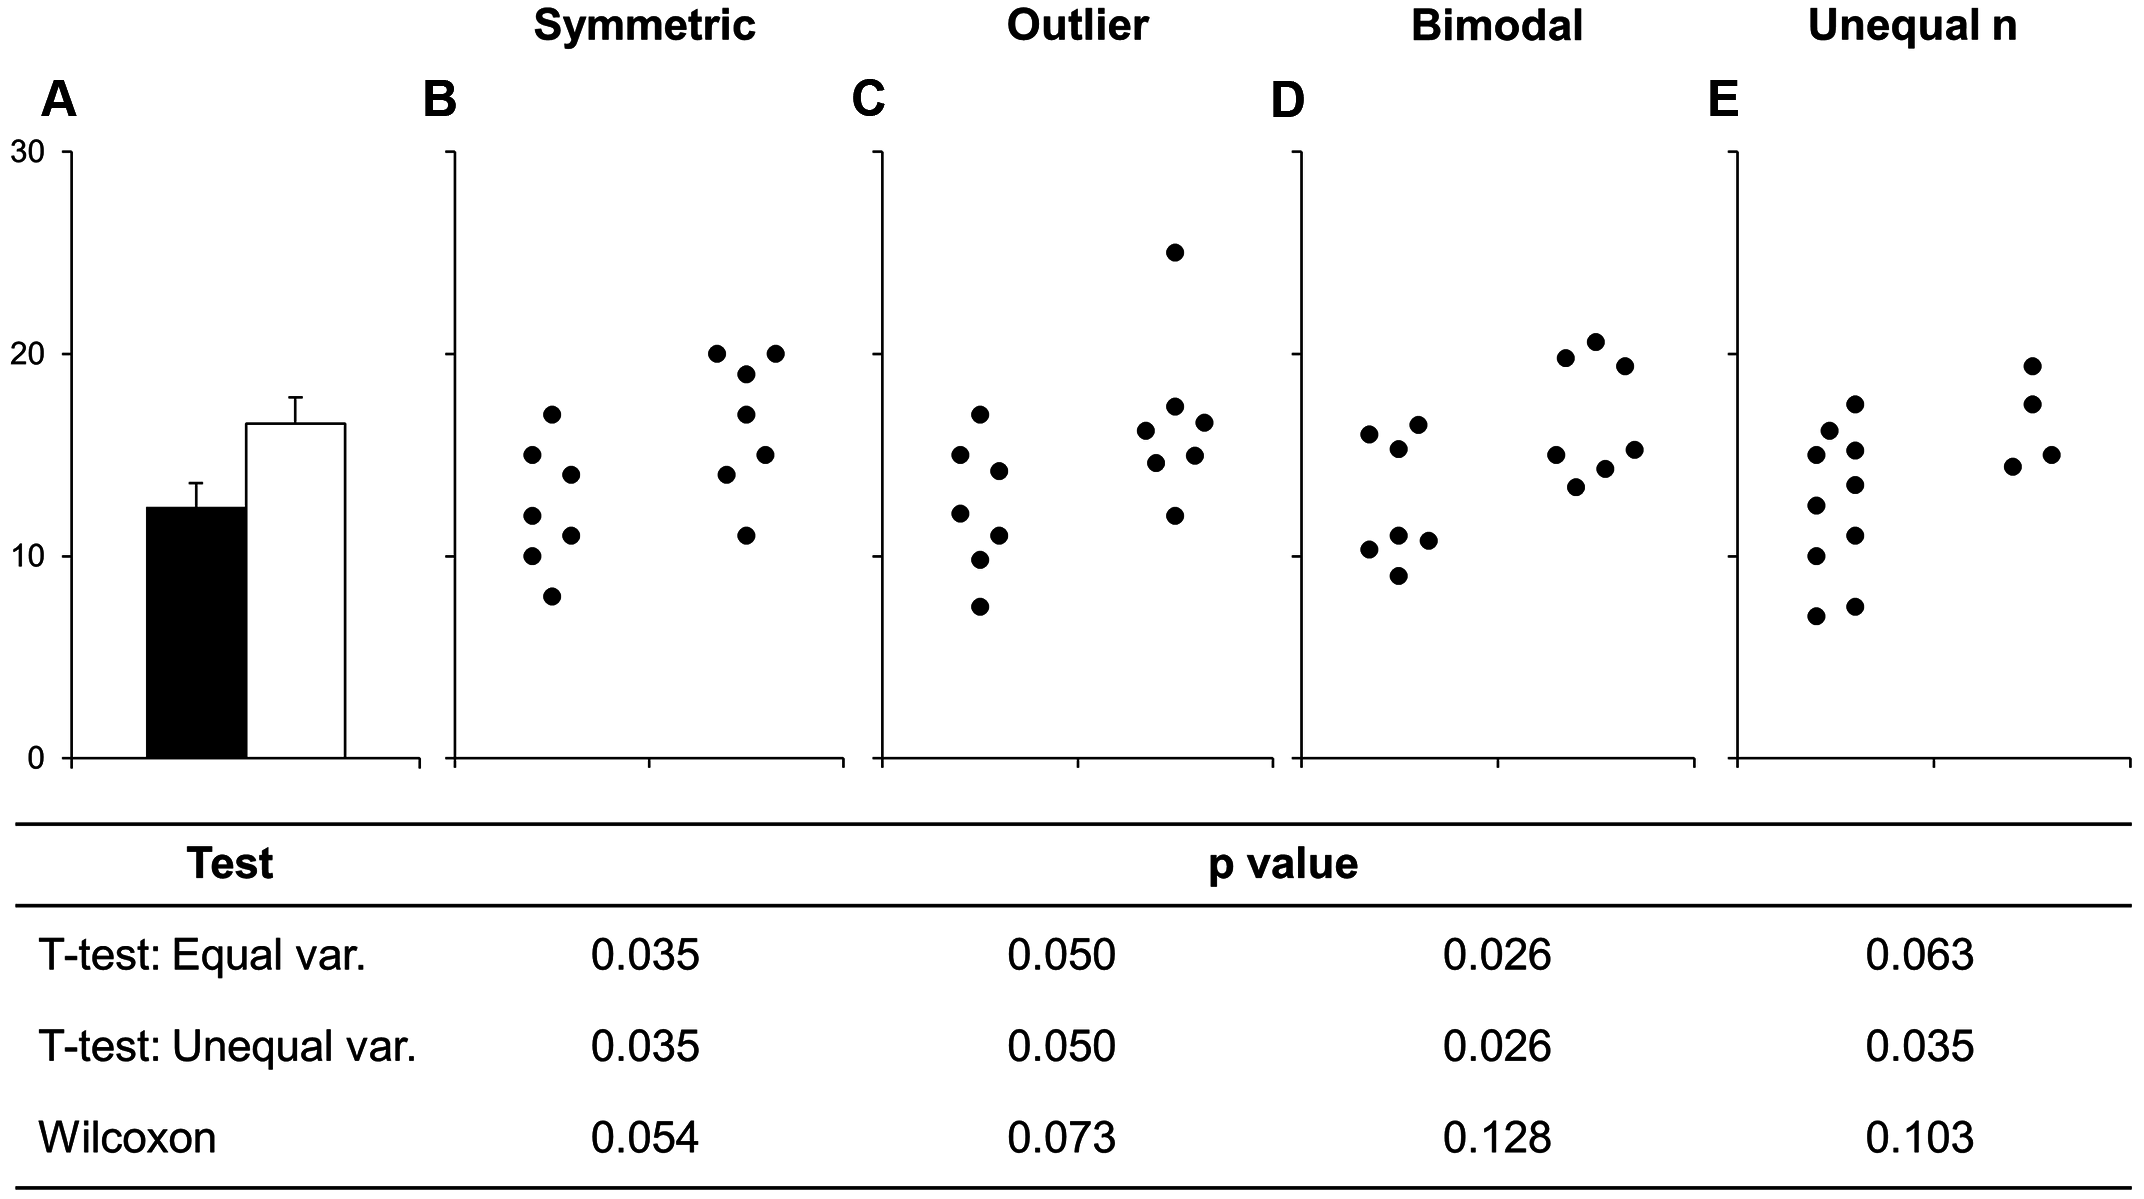 Symmetric Outlier Bimodal Unequal n
A B C D E
30
20
10
0
Test p value
T-test: Equal var. 0.035 0.050 0.026 0.063
T-test: Unequal var. 0.035 0.050 0.026 0.035
Wilcoxon 0.054 0.073 0.128 0.103